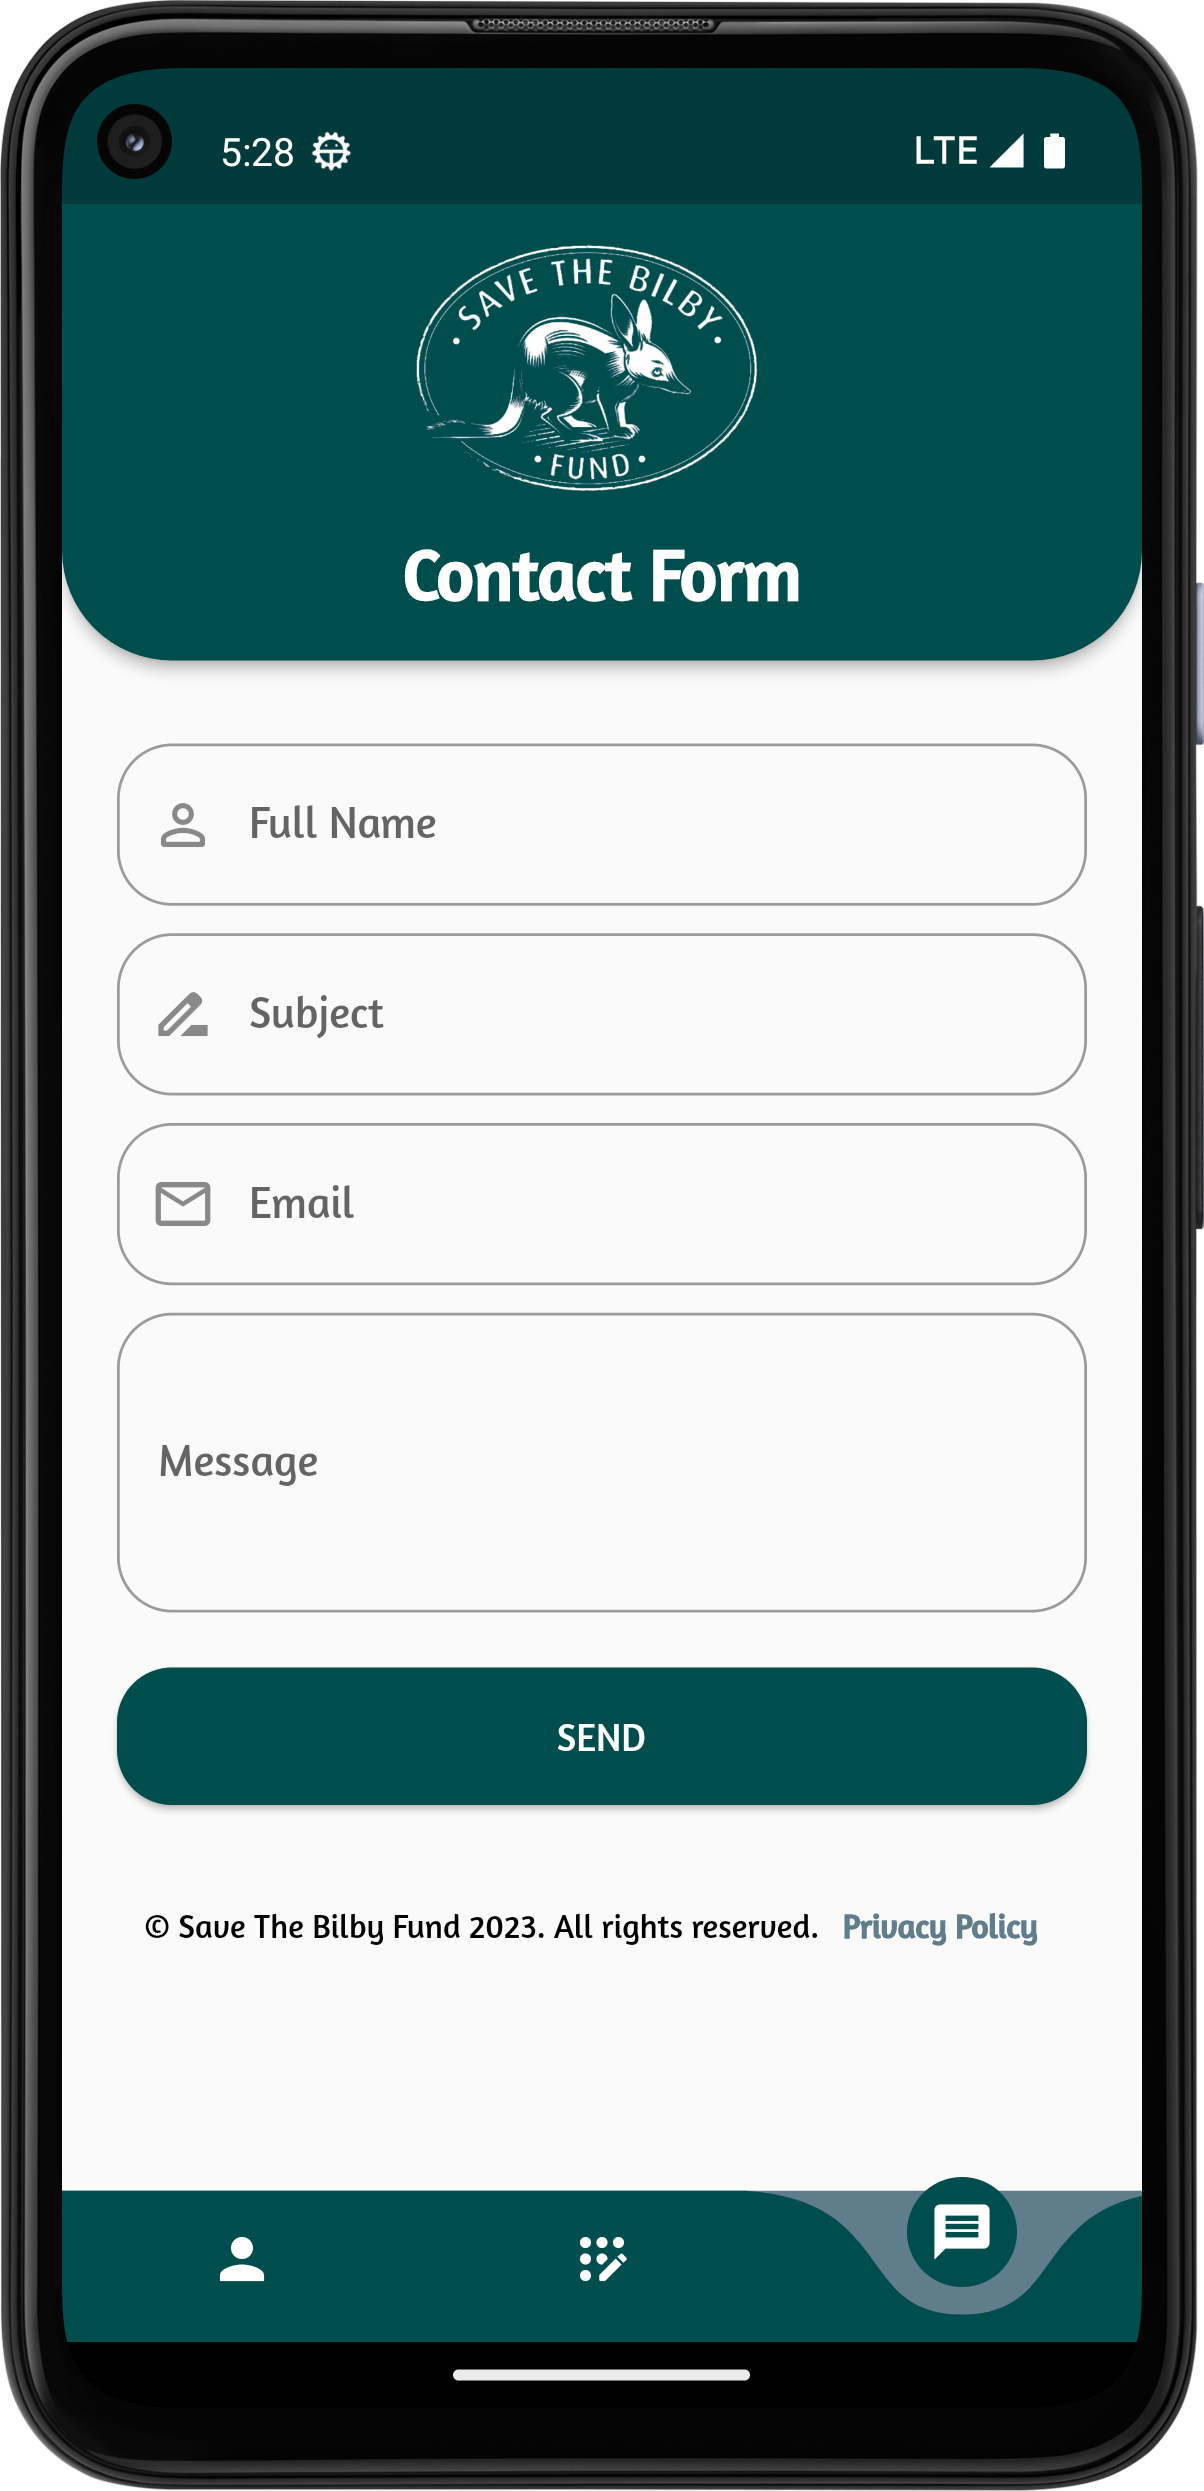 5:28
LTE
SAVE THE BILBY
FUND
Contact Form
Full Name
Subject
Email
Message
SEND
© Save The Bilby Fund 2023. All rights reserved. Privacy Policy